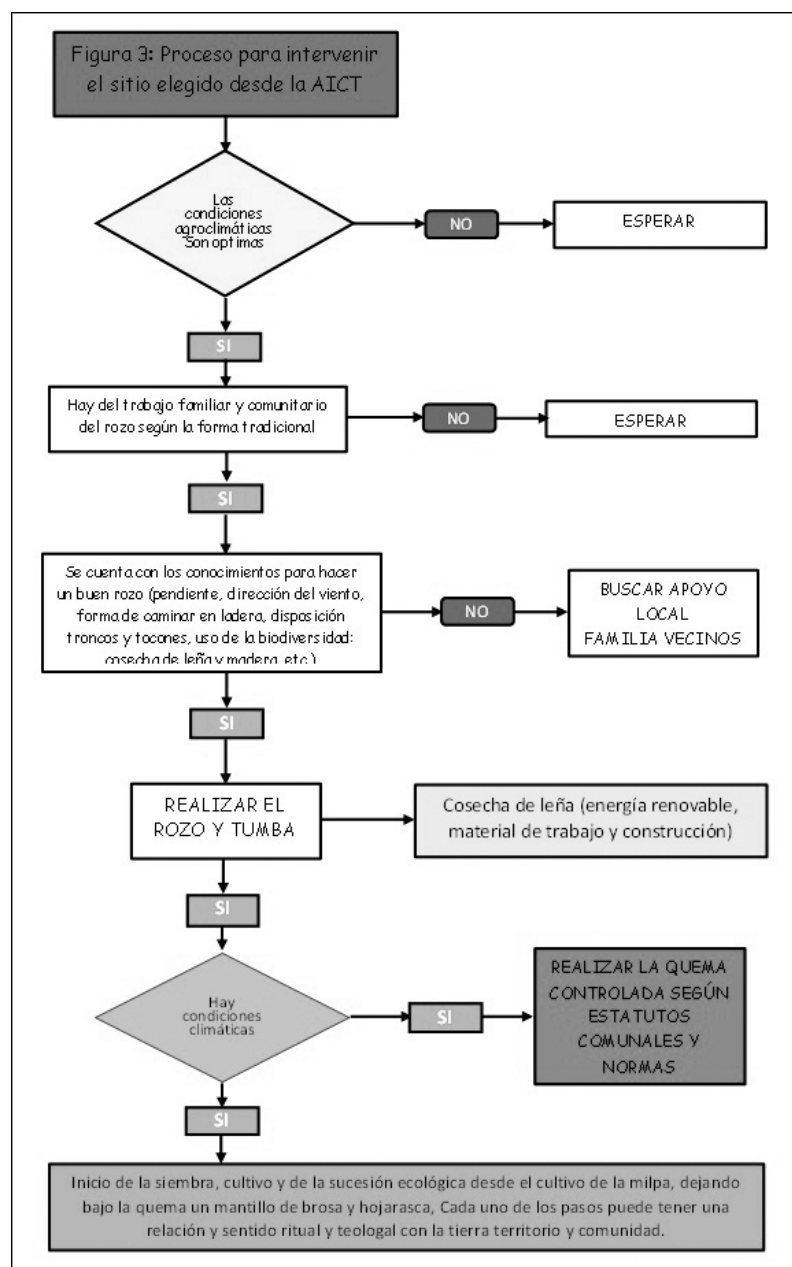 Figura 3: Proceso para intervenir
el sitio elegido desde la AICT
Las
condiciones
agroclimáticas
Son optimas
NO
ESPERAR
SI
Hay del trabajo familiar y comunitario
del rozo según la forma tradicional
NO
ESPERAR
SI
Se cuenta con los conocimientos para hacer
un buen rozo (pendiente, dirección del viento,
forma de caminar en ladera, disposición
troncos y tocones, uso de la biodiversidad:
cosecha de leña y madera, etc.)
NO
BUSCAR APOYO
LOCAL
FAMILIA VECINOS
SI
REALIZAR EL
ROZO Y TUMBA
Cosecha de leña (energía renovable,
material de trabajo y construcción)
SI
Hay
condiciones
climáticas
SI
REALIZAR LA QUEMA
CONTROLADA SEGÚN
ESTATUTOS
COMUNALES Y
NORMAS
SI
Inicio de la siembra, cultivo y de la sucesión ecológica desde el cultivo de la milpa, dejando
bajo la quema un mantillo de brosa y hojarasca, Cada uno de los pasos puede tener una
relación y sentido ritual y teologal con la tierra territorio y comunidad.